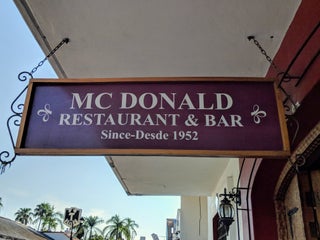 MC DONALD
RESTAURANT & BAR
Since-Desde 1952